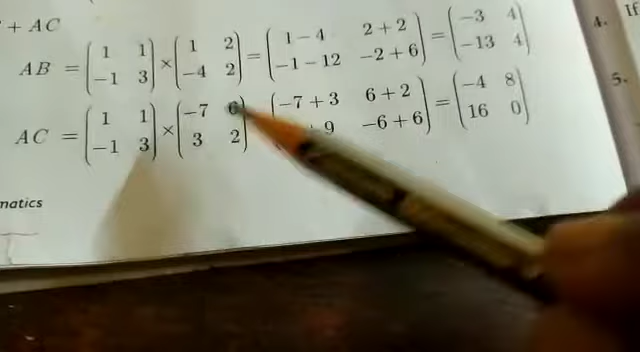 + AC
4. If
AB = ( 1 1 −1 3 ) × ( 1 2 −4 2 ) = ( 1 − 4 2 + 2 −1 − 12 −2 + 6 ) = ( −3 4 −13 4 )
5.
AC = ( 1 1 −1 3 ) × ( −7 6 3 2 ) ( −7 + 3 6 + 2 + 9 −6 + 6 ) = ( −4 8 16 0 )